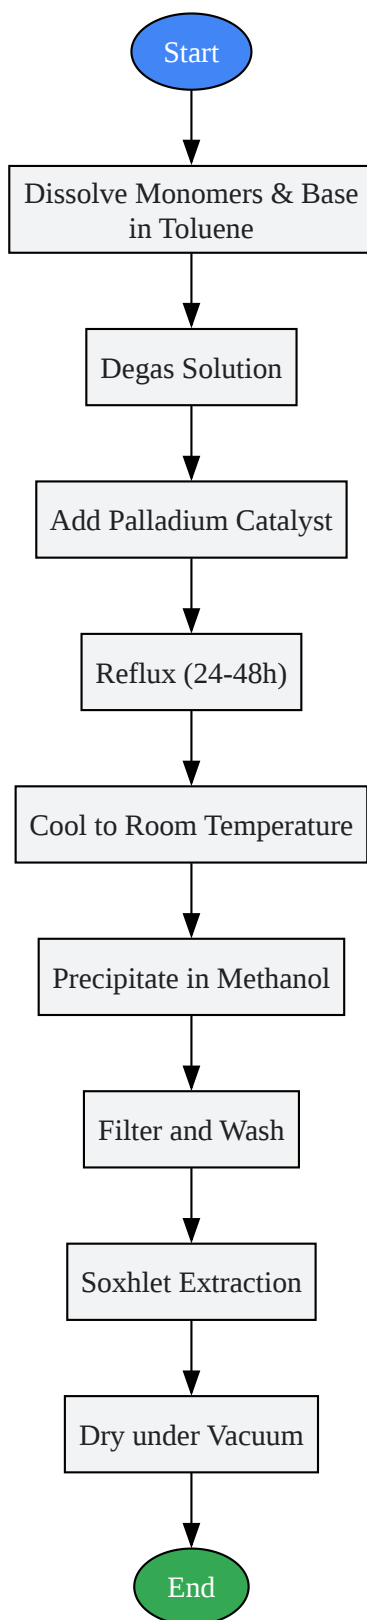 Start
Dissolve Monomers & Base
in Toluene
Degas Solution
Add Palladium Catalyst
Reflux (24-48h)
Cool to Room Temperature
Precipitate in Methanol
Filter and Wash
Soxhlet Extraction
Dry under Vacuum
End